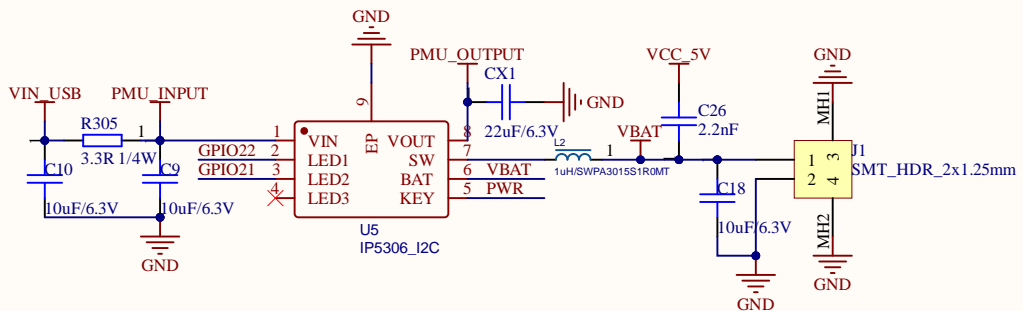 GND
PMU_OUTPUT
VCC_5V
GND
VIN_USB
PMU_INPUT
CX1
GND
MH1
R305
1
9
22uF/6.3V
C26
2.2nF
3.3R 1/4W
1
VIN
EP
VOUT
8
L2
VBAT
GPIO22
2
LED1
SW
7
1
1
3
J1
C10
GPIO21
C9
3
LED2
BAT
6
VBAT
1uH/SWPA3015S1R0MT
2
4
SMT_HDR_2x1.25mm
4
LED3
KEY
5
PWR
C18
10uF/6.3V
10uF/6.3V
10uF/6.3V
MH2
U5
IP5306_I2C
GND
GND
GND